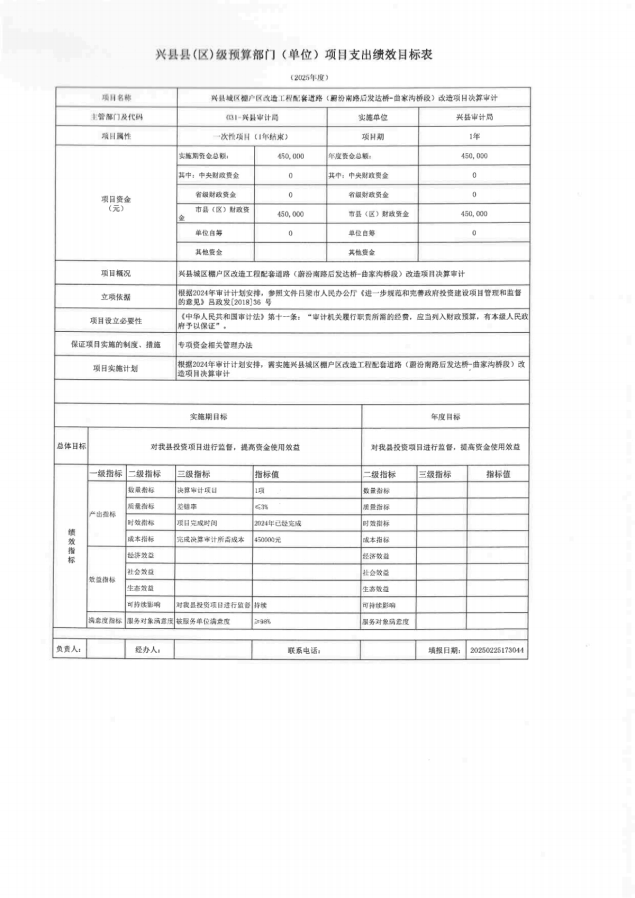 兴县县(区)级预算部门（单位）项目支出绩效目标表
（2025年度）
项目名称 兴县城区棚户区改造工程配套道路（蔚汾南路后发达桥-曲家沟桥段）改造项目决算审计
主管部门及代码 031-兴县审计局 实施单位 兴县审计局
项目属性 一次性项目（1年结束） 项目期 1年
项目资金（元） 实施期资金总额： 450,000 年度资金总额： 450,000
其中：中央财政资金 0 其中：中央财政资金 0
省级财政资金 0 省级财政资金 0
市县（区）财政资金 450,000 市县（区）财政资金 450,000
单位自筹 0 单位自筹 0
其他资金 其他资金
项目概况 兴县城区棚户区改造工程配套道路（蔚汾南路后发达桥-曲家沟桥段）改造项目决算审计
立项依据 根据2024年审计计划安排，参照文件吕梁市人民办公厅《进一步规范和完善政府投资建设项目管理和监督
的意见》吕政发[2018]36 号
项目设立必要性 《中华人民共和国审计法》第十一条：“审计机关履行职责所需的经费，应当列入财政预算，有本级人民政
府予以保证”。
保证项目实施的制度、措施 专项资金相关管理办法
项目实施计划 根据2024年审计计划安排，需实施兴县城区棚户区改造工程配套道路（蔚汾南路后发达桥-曲家沟桥段）改
造项目决算审计
实施期目标 年度目标
总体目标 对我县投资项目进行监督，提高资金使用效益 对我县投资项目进行监督，提高资金使用效益
绩效指标 一级指标 二级指标 三级指标 指标值 二级指标 三级指标 指标值
产出指标 数量指标 决算审计项目 1项 数量指标
质量指标 差错率 ≤3% 质量指标
时效指标 项目完成时间 2024年已经完成 时效指标
成本指标 完成决算审计所需成本 450000元 成本指标
效益指标 经济效益 经济效益
社会效益 社会效益
生态效益 生态效益
可持续影响 对我县投资项目进行监督 持续 可持续影响
满意度指标 服务对象满意度 被服务单位满意度 ≥98% 服务对象满意度
负责人： 经办人： 联系电话： 填报日期： 20250225173044